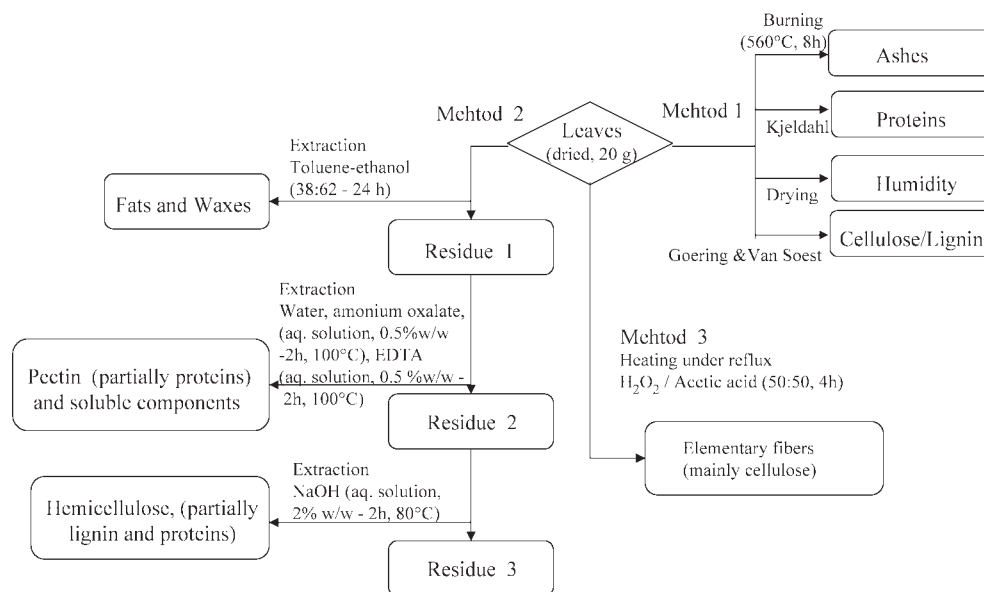 Burning
(560°C, 8h)
Ashes
Mehtod 2
Mehtod 1
Leaves
(dried, 20 g)
Kjeldahl
Proteins
Extraction
Toluene-ethanol
(38:62 - 24 h)
Drying
Humidity
Fats and Waxes
Residue 1
Goering &Van Soest
Cellulose/Lignin
Extraction
Water, amonium oxalate,
(aq. solution, 0.5%w/w
-2h, 100°C), EDTA
(aq. solution, 0.5 %w/w -
2h, 100°C)
Pectin (partially proteins)
and soluble components
Residue 2
Mehtod 3
Heating under reflux
H₂O₂ / Acetic acid (50:50, 4h)
Elementary fibers
(mainly cellulose)
Extraction
NaOH (aq. solution,
2% w/w - 2h, 80°C)
Hemicellulose, (partially
lignin and proteins)
Residue 3